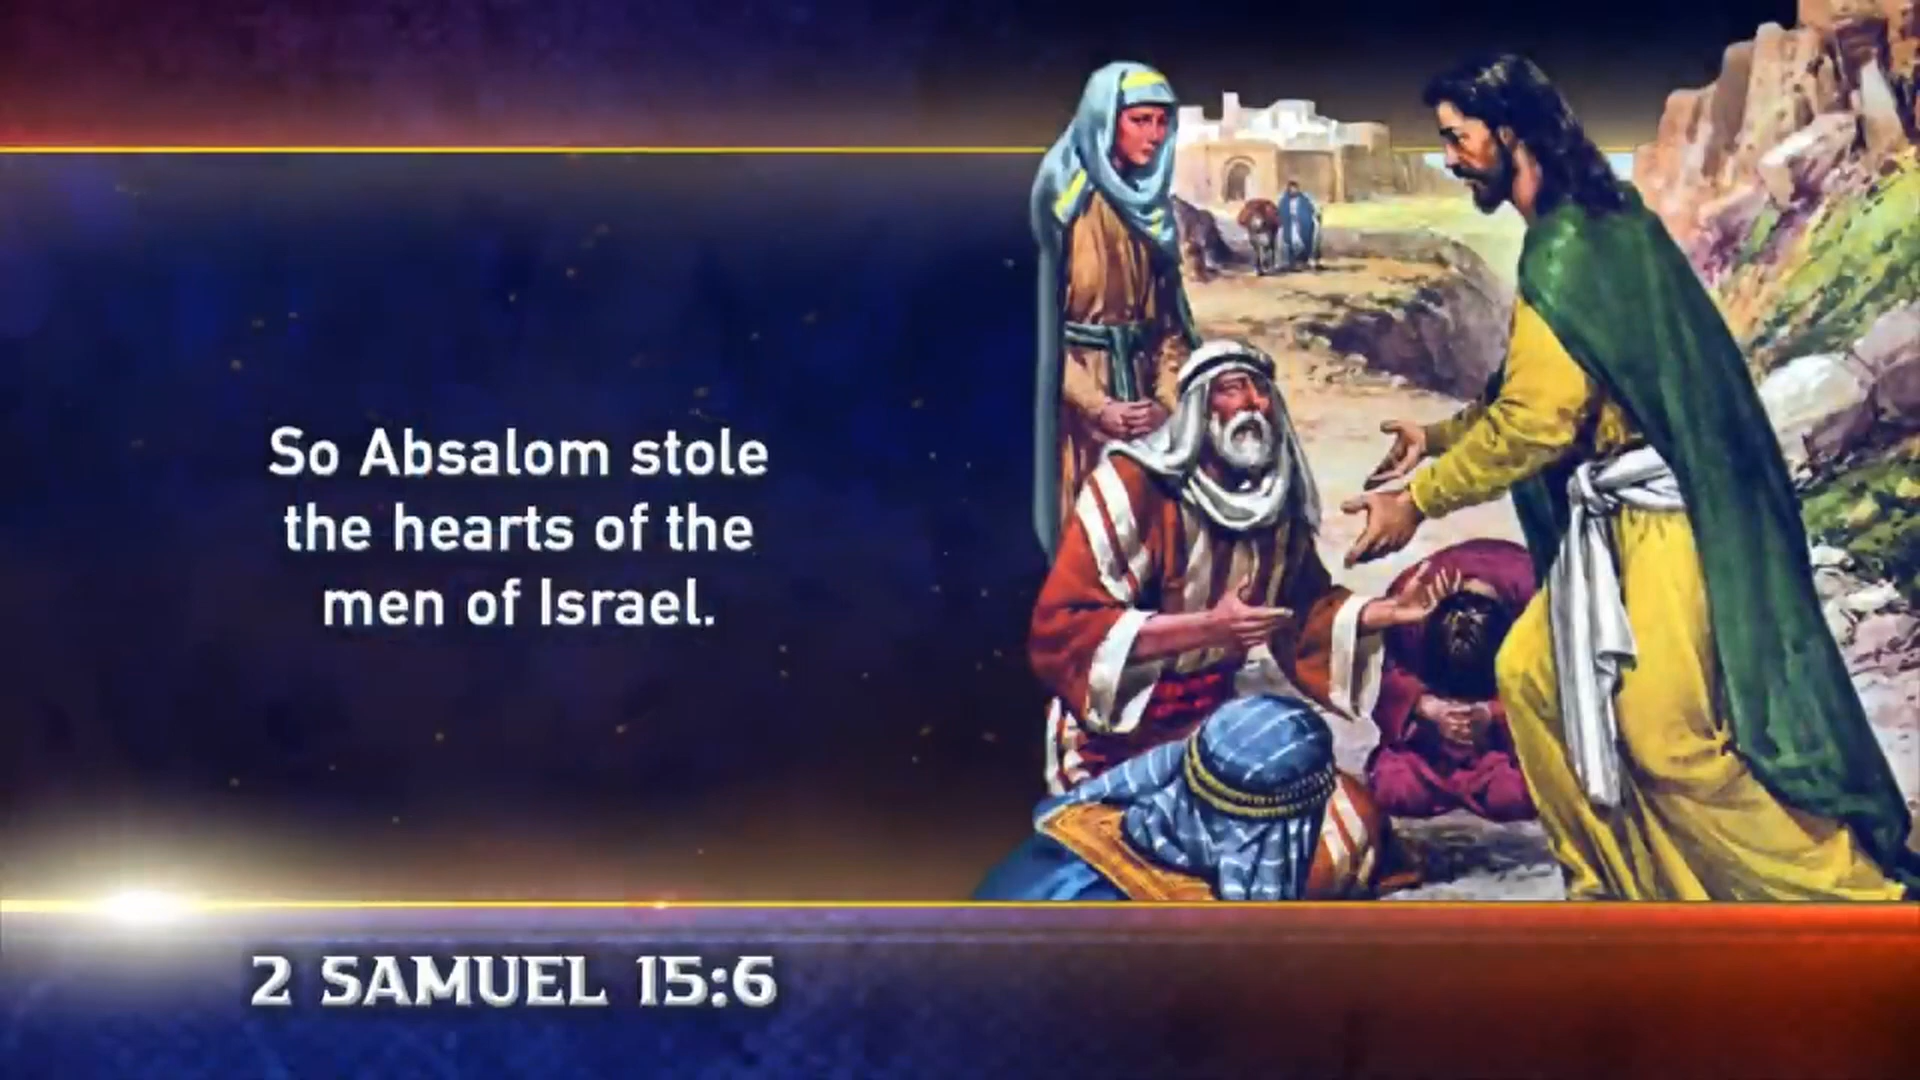 So Absalom stole
the hearts of the
men of Israel.
2 SAMUEL 15:6